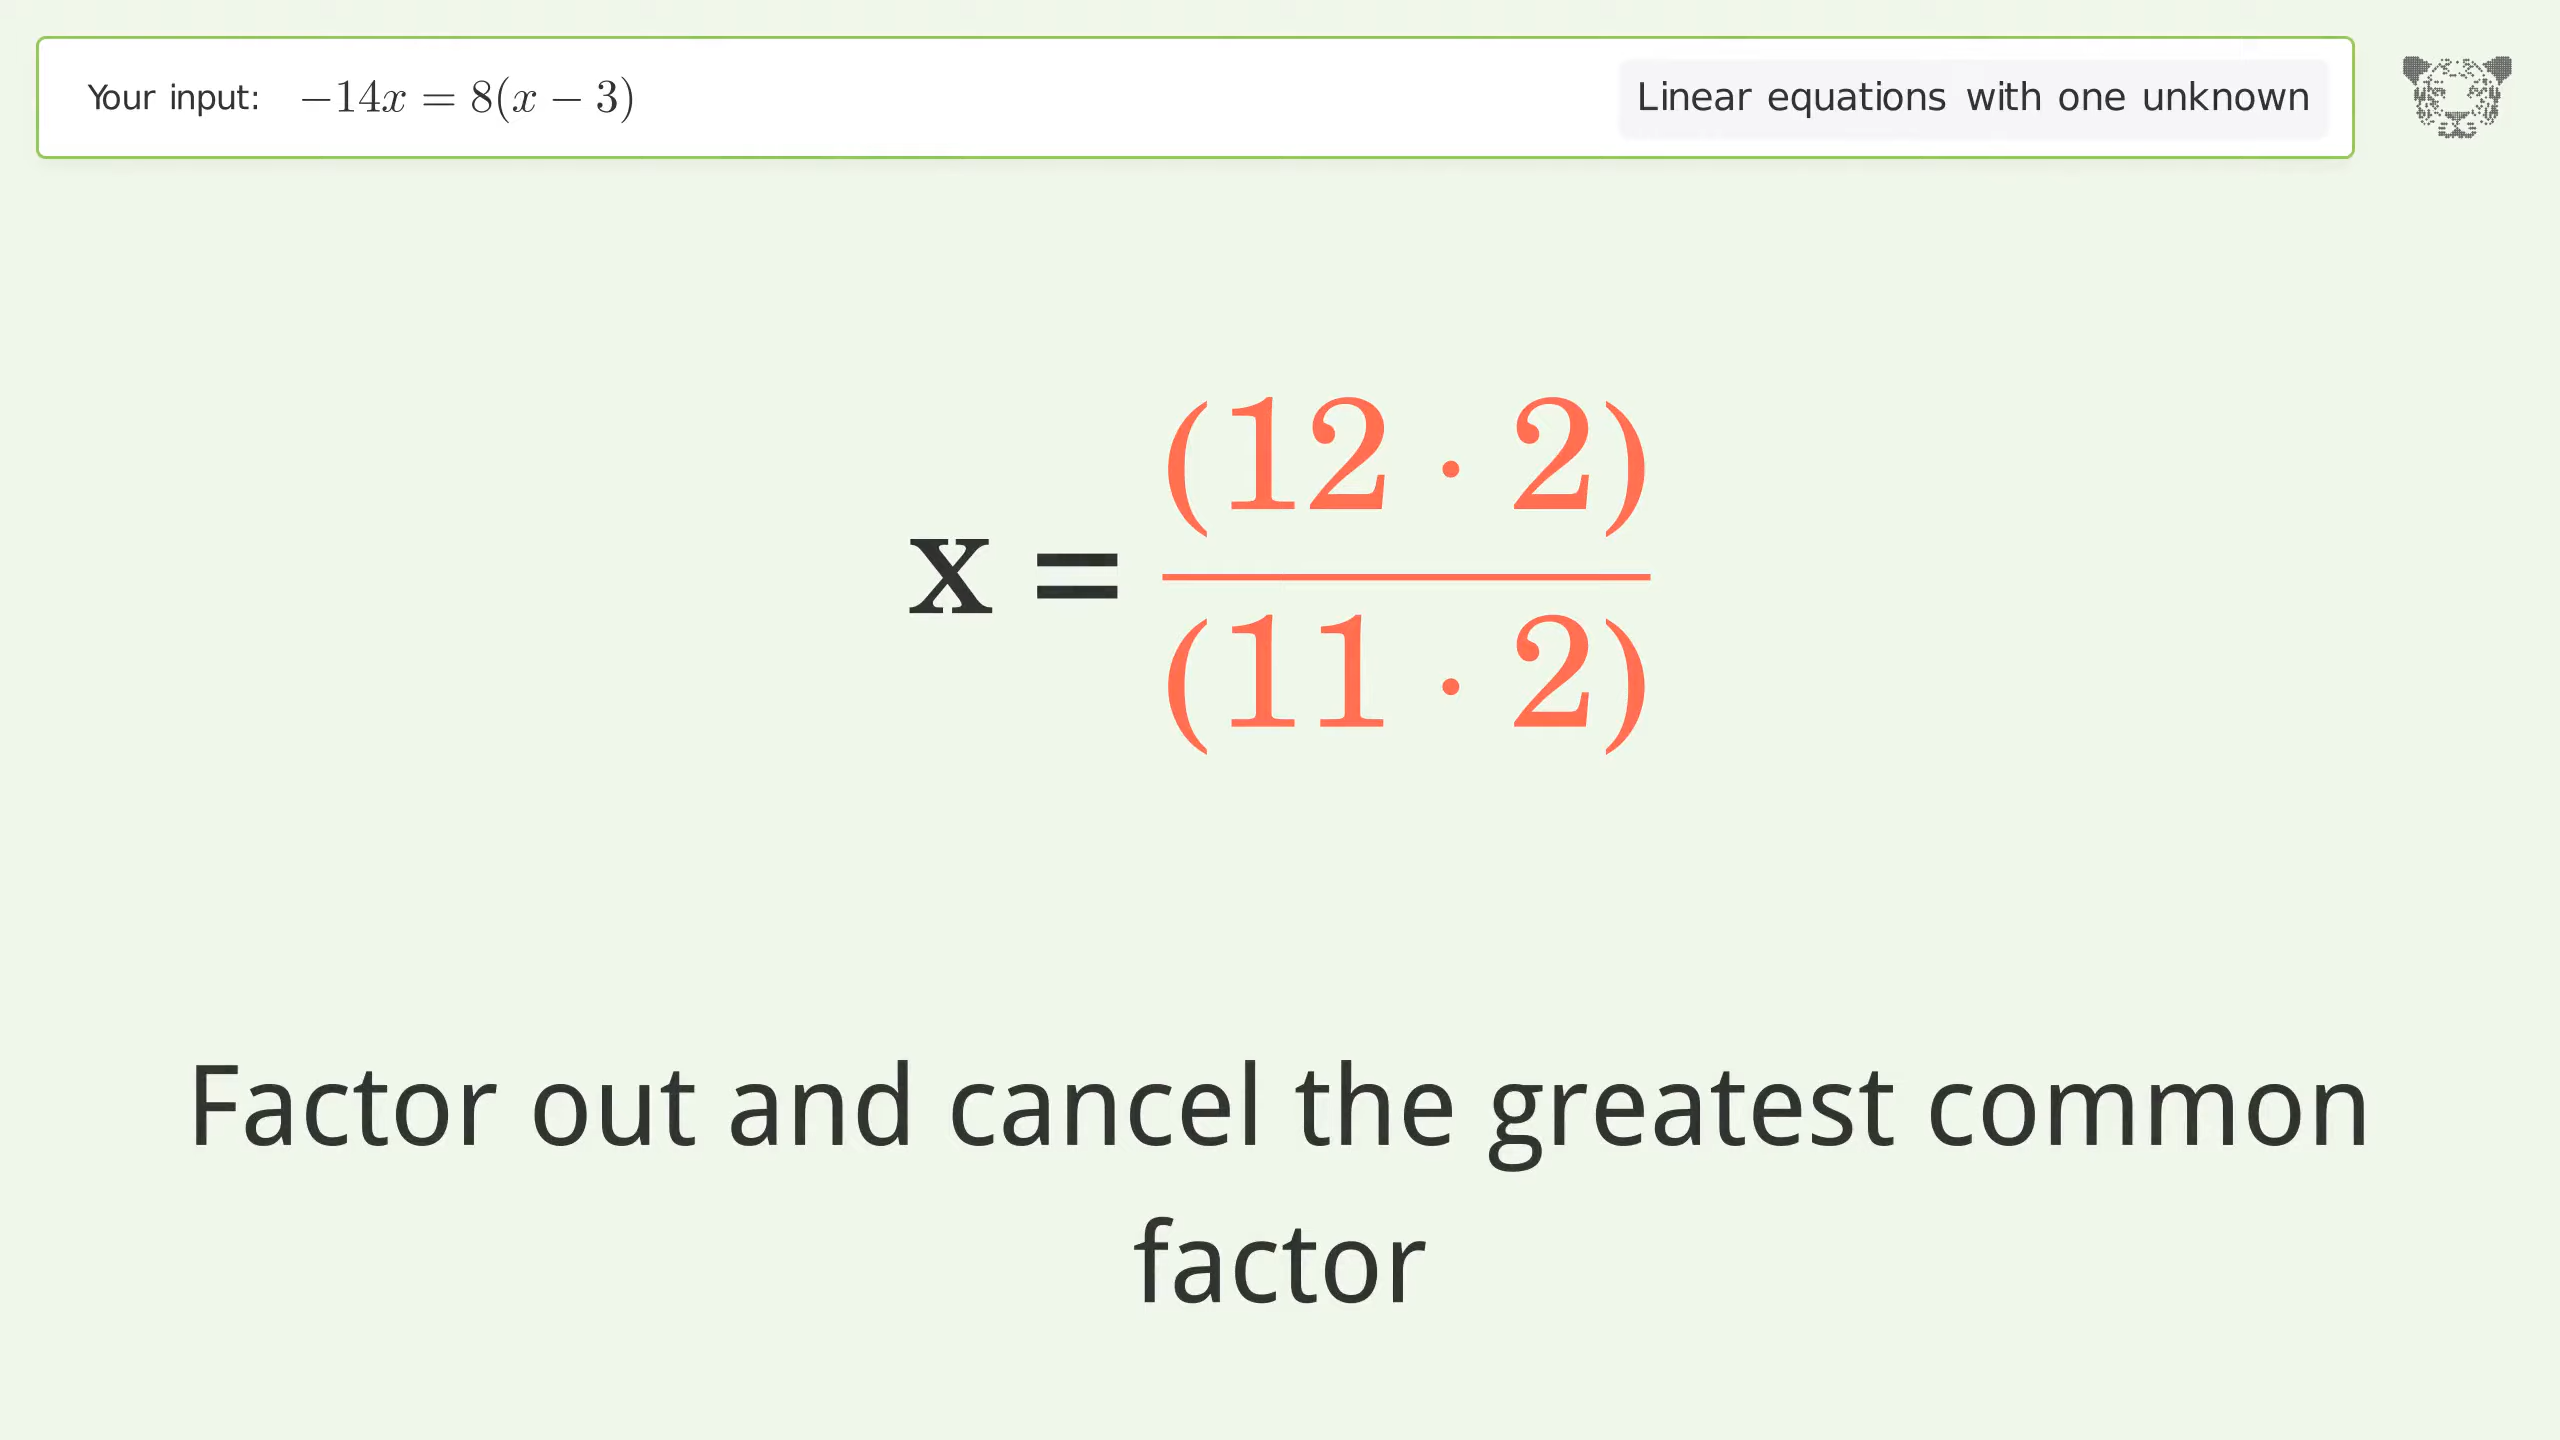 Your input: −14x = 8(x − 3)
Linear equations with one unknown
x = (12 · 2) / (11 · 2)
Factor out and cancel the greatest common
factor